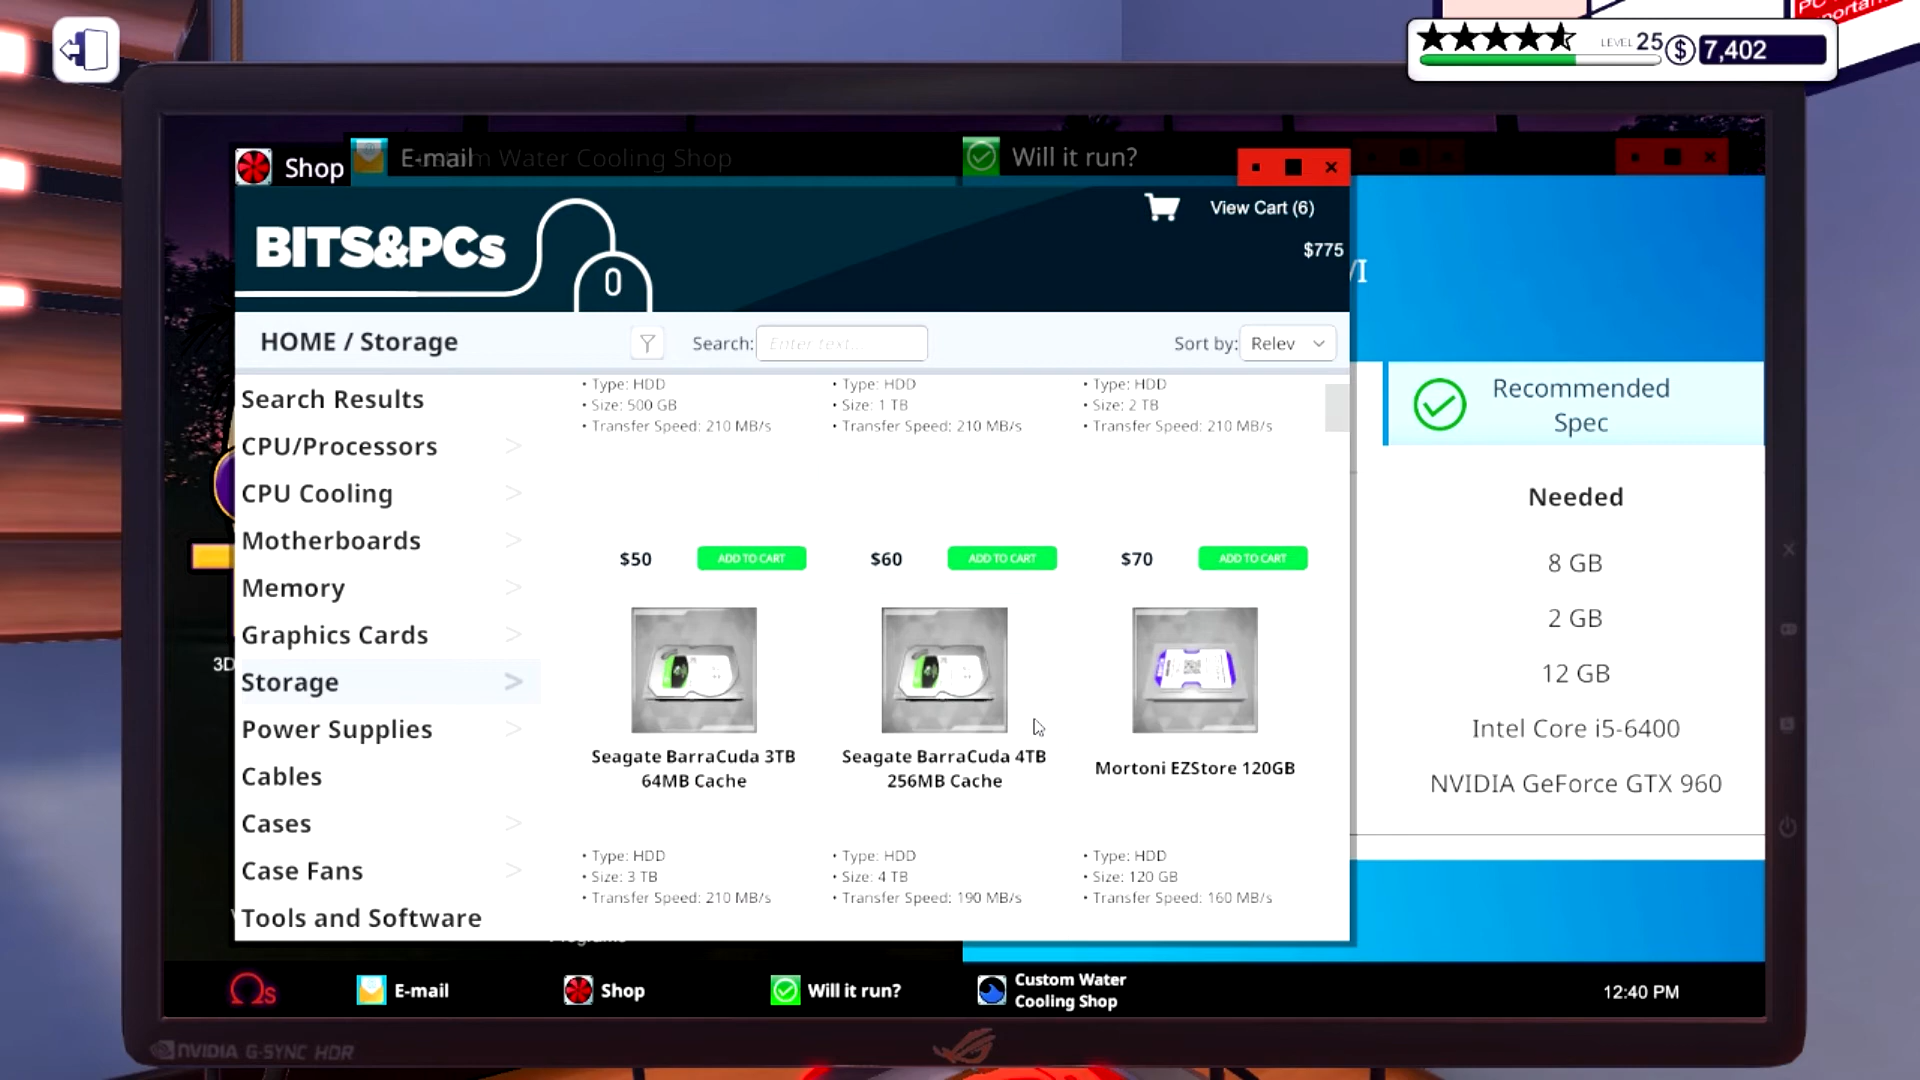 LEVEL 25
$ 7,402
Shop
E-mail
Water Cooling Shop
Will it run?
BITS&PCs
View Cart (6)
$775
HOME / Storage
Search:
Enter text...
Sort by:
Relev
Search Results
CPU/Processors >
CPU Cooling >
Motherboards >
Memory >
Graphics Cards >
Storage >
Power Supplies >
Cables
Cases >
Case Fans >
Tools and Software
• Type: HDD
• Size: 500 GB
• Transfer Speed: 210 MB/s
$50
ADD TO CART
• Type: HDD
• Size: 1 TB
• Transfer Speed: 210 MB/s
$60
ADD TO CART
• Type: HDD
• Size: 2 TB
• Transfer Speed: 210 MB/s
$70
ADD TO CART
Seagate BarraCuda 3TB
64MB Cache
• Type: HDD
• Size: 3 TB
• Transfer Speed: 210 MB/s
Seagate BarraCuda 4TB
256MB Cache
• Type: HDD
• Size: 4 TB
• Transfer Speed: 190 MB/s
Mortoni EZStore 120GB
• Type: HDD
• Size: 120 GB
• Transfer Speed: 160 MB/s
VI
Recommended
Spec
Needed
8 GB
2 GB
12 GB
Intel Core i5-6400
NVIDIA GeForce GTX 960
3D
Ωs
E-mail
Shop
Will it run?
Custom Water
Cooling Shop
12:40 PM
NVIDIA G-SYNC HDR